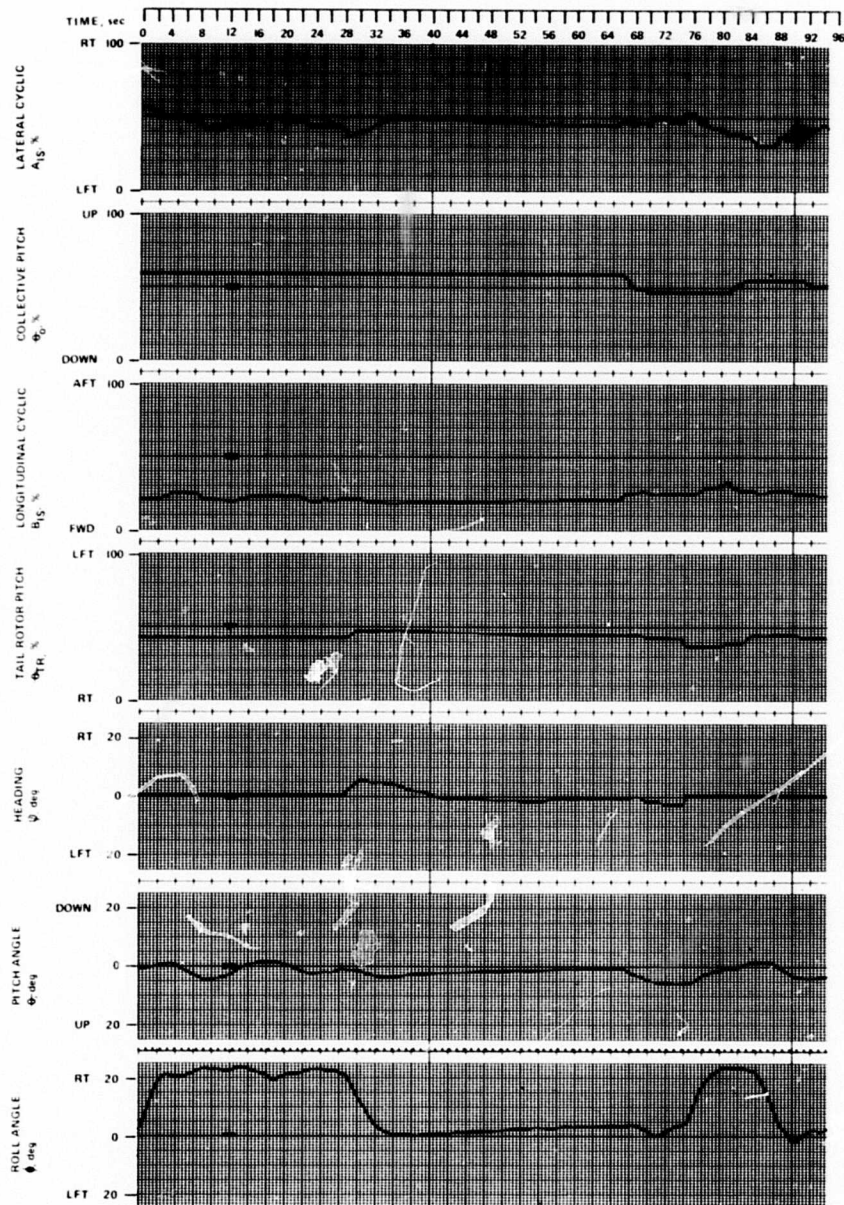 TIME, sec
0 4 8 12 16 20 24 28 32 36 40 44 48 52 56 60 64 68 72 76 80 84 88 92 96
RT 100
LATERAL CYCLIC
A1S, %
LFT 0
UP 100
COLLECTIVE PITCH
θo, %
DOWN 0
AFT 100
LONGITUDINAL CYCLIC
B1S, %
FWD 0
LFT 100
TAIL ROTOR PITCH
θTR, %
RT 0
RT 20
HEADING
ψ, deg
0
LFT 20
DOWN 20
PITCH ANGLE
θ, deg
0
UP 20
RT 20
ROLL ANGLE
ϕ, deg
0
LFT 20